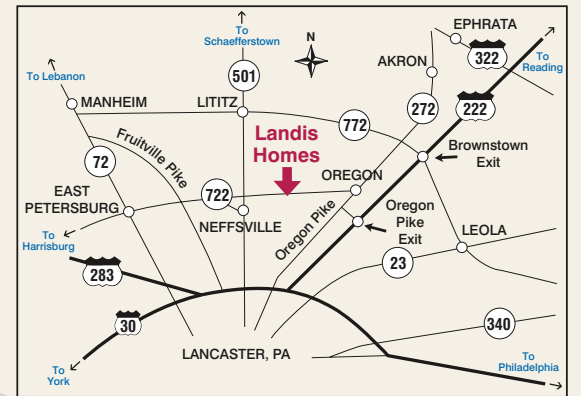 EPHRATA
To
Schaefferstown
N
322
To
Reading
AKRON
To Lebanon
501
272
222
MANHEIM
LITITZ
772
Landis
Homes
Brownstown
Exit
Fruitville Pike
72
OREGON
EAST
PETERSBURG
722
NEFFSVILLE
Oregon Pike
Oregon
Pike
Exit
LEOLA
To
Harrisburg
283
23
30
340
LANCASTER, PA
To
York
To
Philadelphia